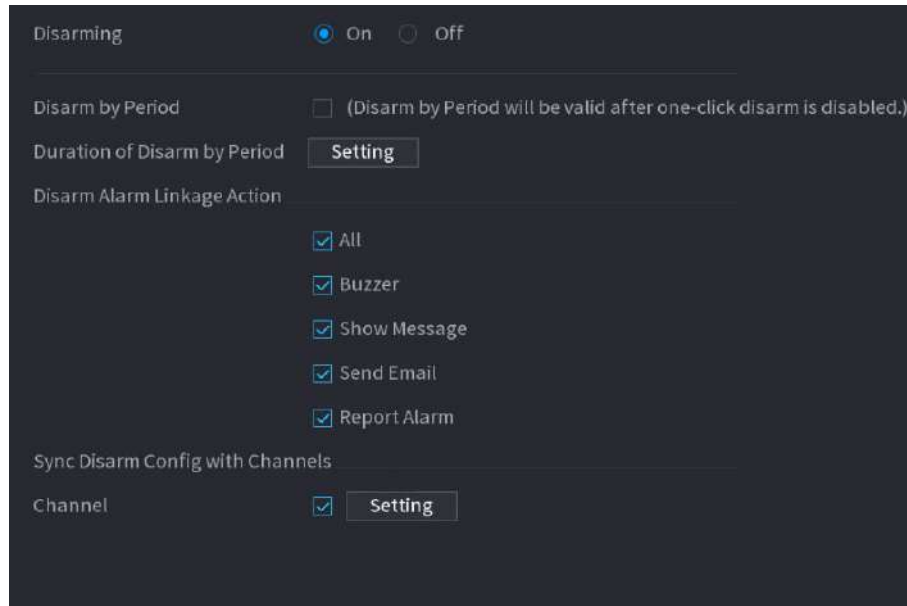 Disarming On Off
Disarm by Period (Disarm by Period will be valid after one-click disarm is disabled.)
Duration of Disarm by Period Setting
Disarm Alarm Linkage Action
All
Buzzer
Show Message
Send Email
Report Alarm
Sync Disarm Config with Channels
Channel Setting